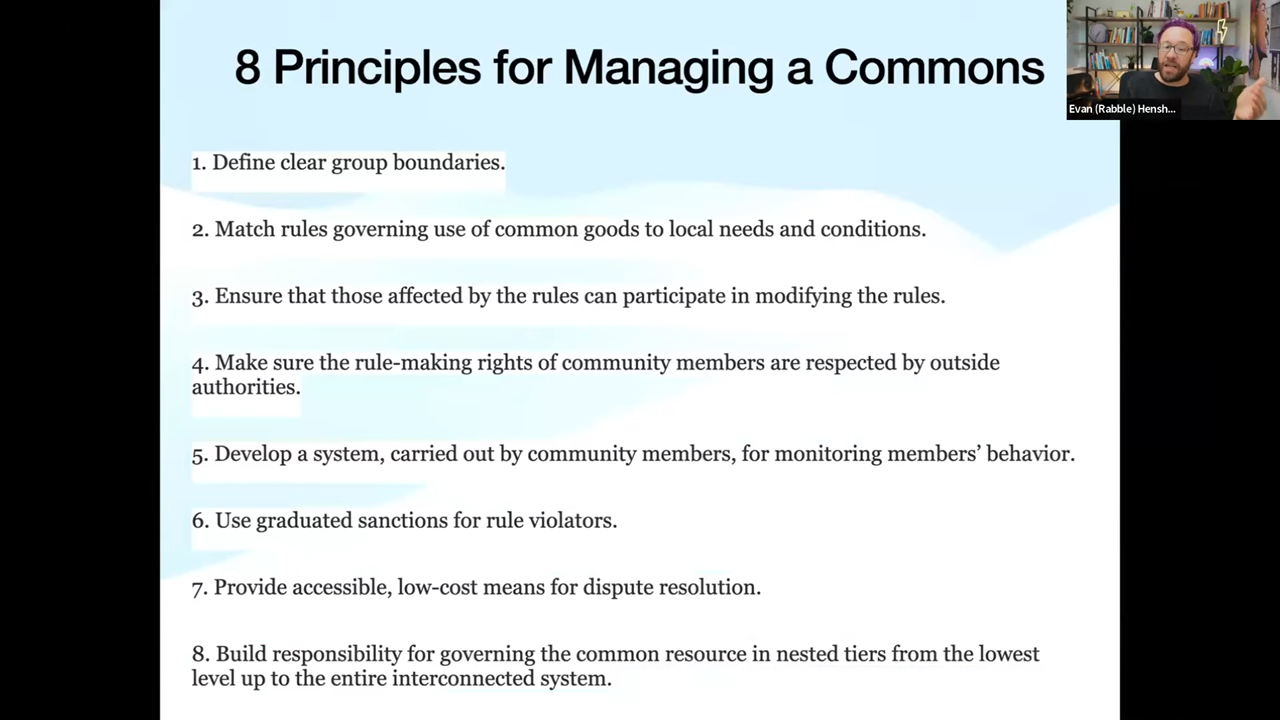 8 Principles for Managing a Commons
Evan (Rabble) Hensh...
1. Define clear group boundaries.
2. Match rules governing use of common goods to local needs and conditions.
3. Ensure that those affected by the rules can participate in modifying the rules.
4. Make sure the rule-making rights of community members are respected by outside
authorities.
5. Develop a system, carried out by community members, for monitoring members’ behavior.
6. Use graduated sanctions for rule violators.
7. Provide accessible, low-cost means for dispute resolution.
8. Build responsibility for governing the common resource in nested tiers from the lowest
level up to the entire interconnected system.